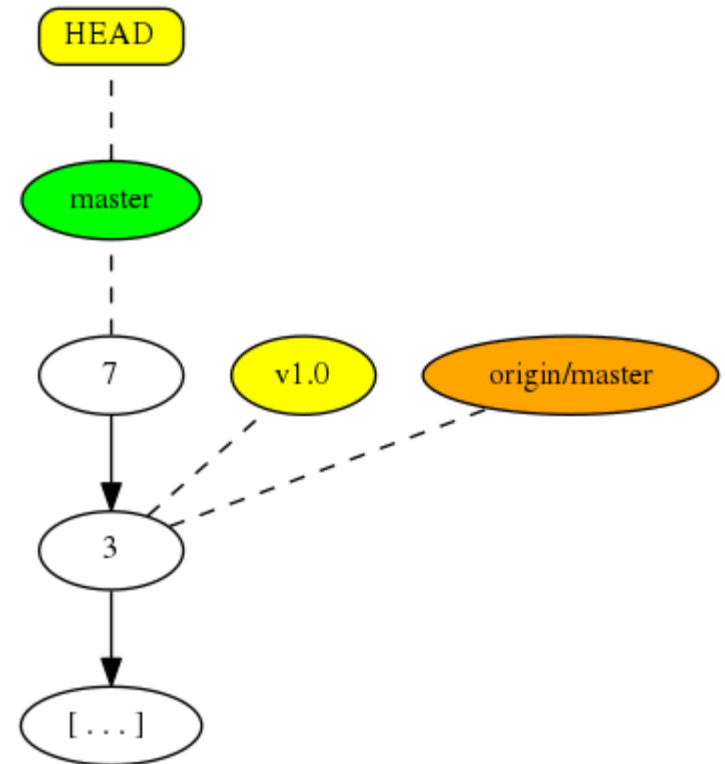 HEAD
master
7
v1.0
origin/master
3
[ . . . ]